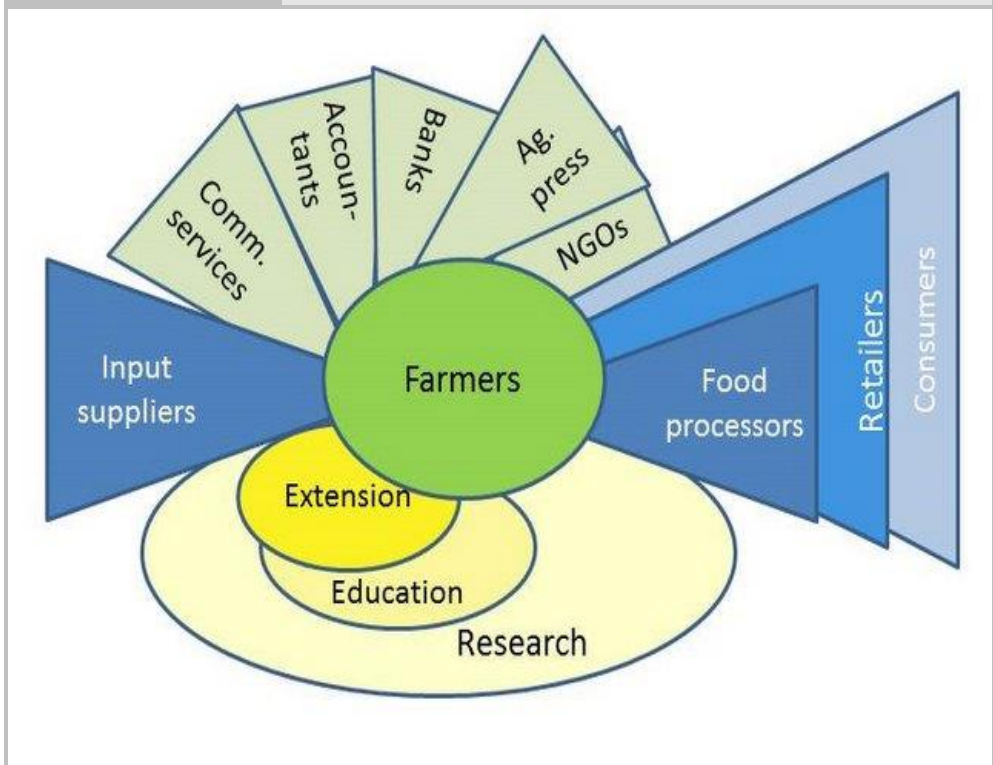 Comm.
services
Accoun-
tants
Banks
Ag.
press
NGOs
Input
suppliers
Farmers
Food
processors
Retailers
Consumers
Extension
Education
Research